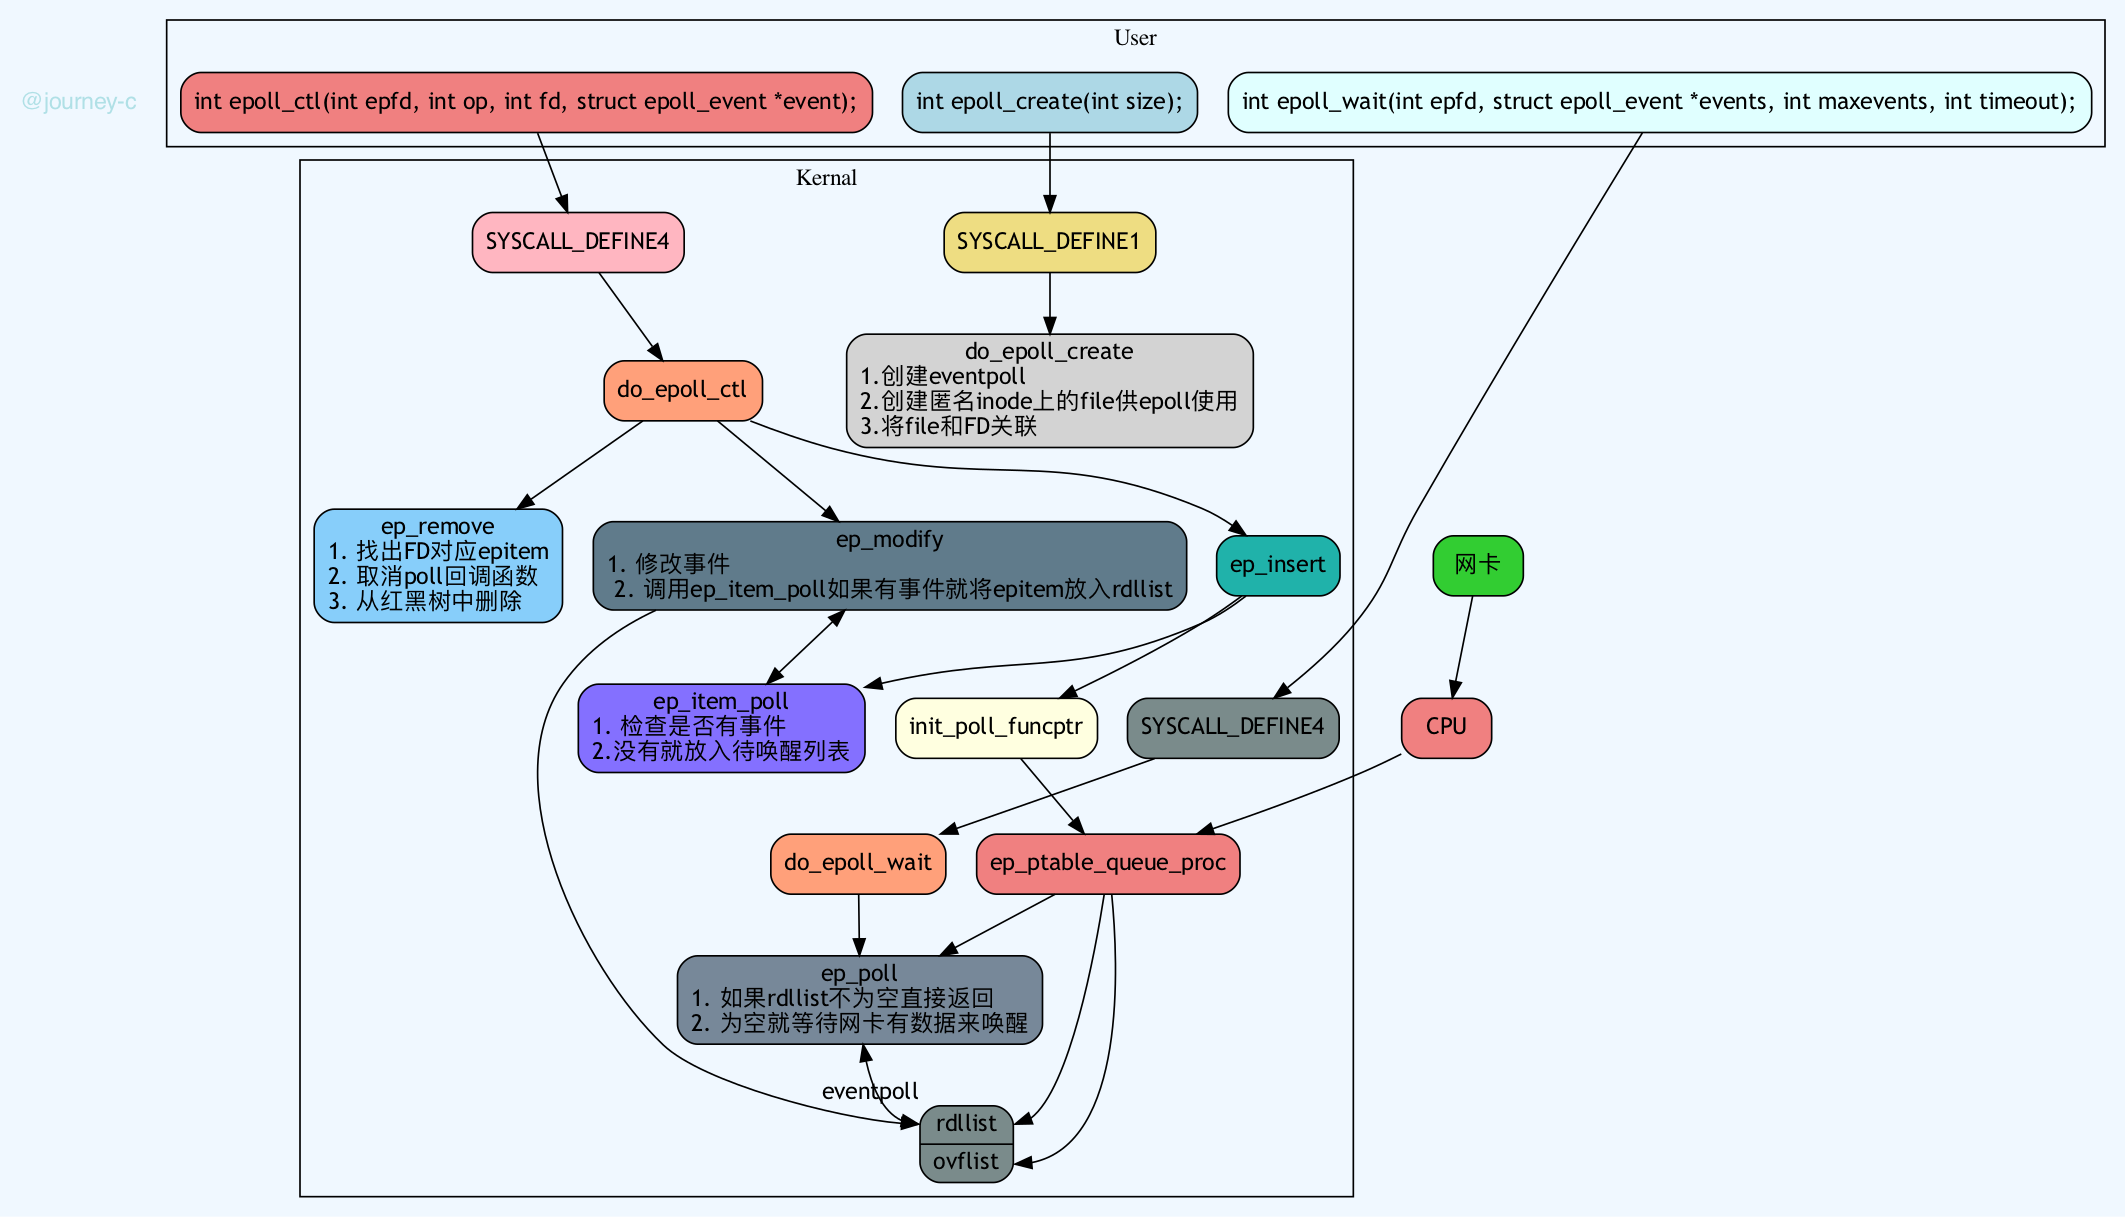 User
@journey-c
int epoll_ctl(int epfd, int op, int fd, struct epoll_event *event);
int epoll_create(int size);
int epoll_wait(int epfd, struct epoll_event *events, int maxevents, int timeout);
Kernal
SYSCALL_DEFINE4
SYSCALL_DEFINE1
do_epoll_ctl
do_epoll_create
1.创建eventpoll
2.创建匿名inode上的file供epoll使用
3.将file和FD关联
ep_remove
1. 找出FD对应epitem
2. 取消poll回调函数
3. 从红黑树中删除
ep_modify
1. 修改事件
2. 调用ep_item_poll如果有事件就将epitem放入rdllist
ep_insert
网卡
ep_item_poll
1. 检查是否有事件
2.没有就放入待唤醒列表
init_poll_funcptr
SYSCALL_DEFINE4
CPU
do_epoll_wait
ep_ptable_queue_proc
ep_poll
1. 如果rdllist不为空直接返回
2. 为空就等待网卡有数据来唤醒
eventpoll
rdllist
ovflist